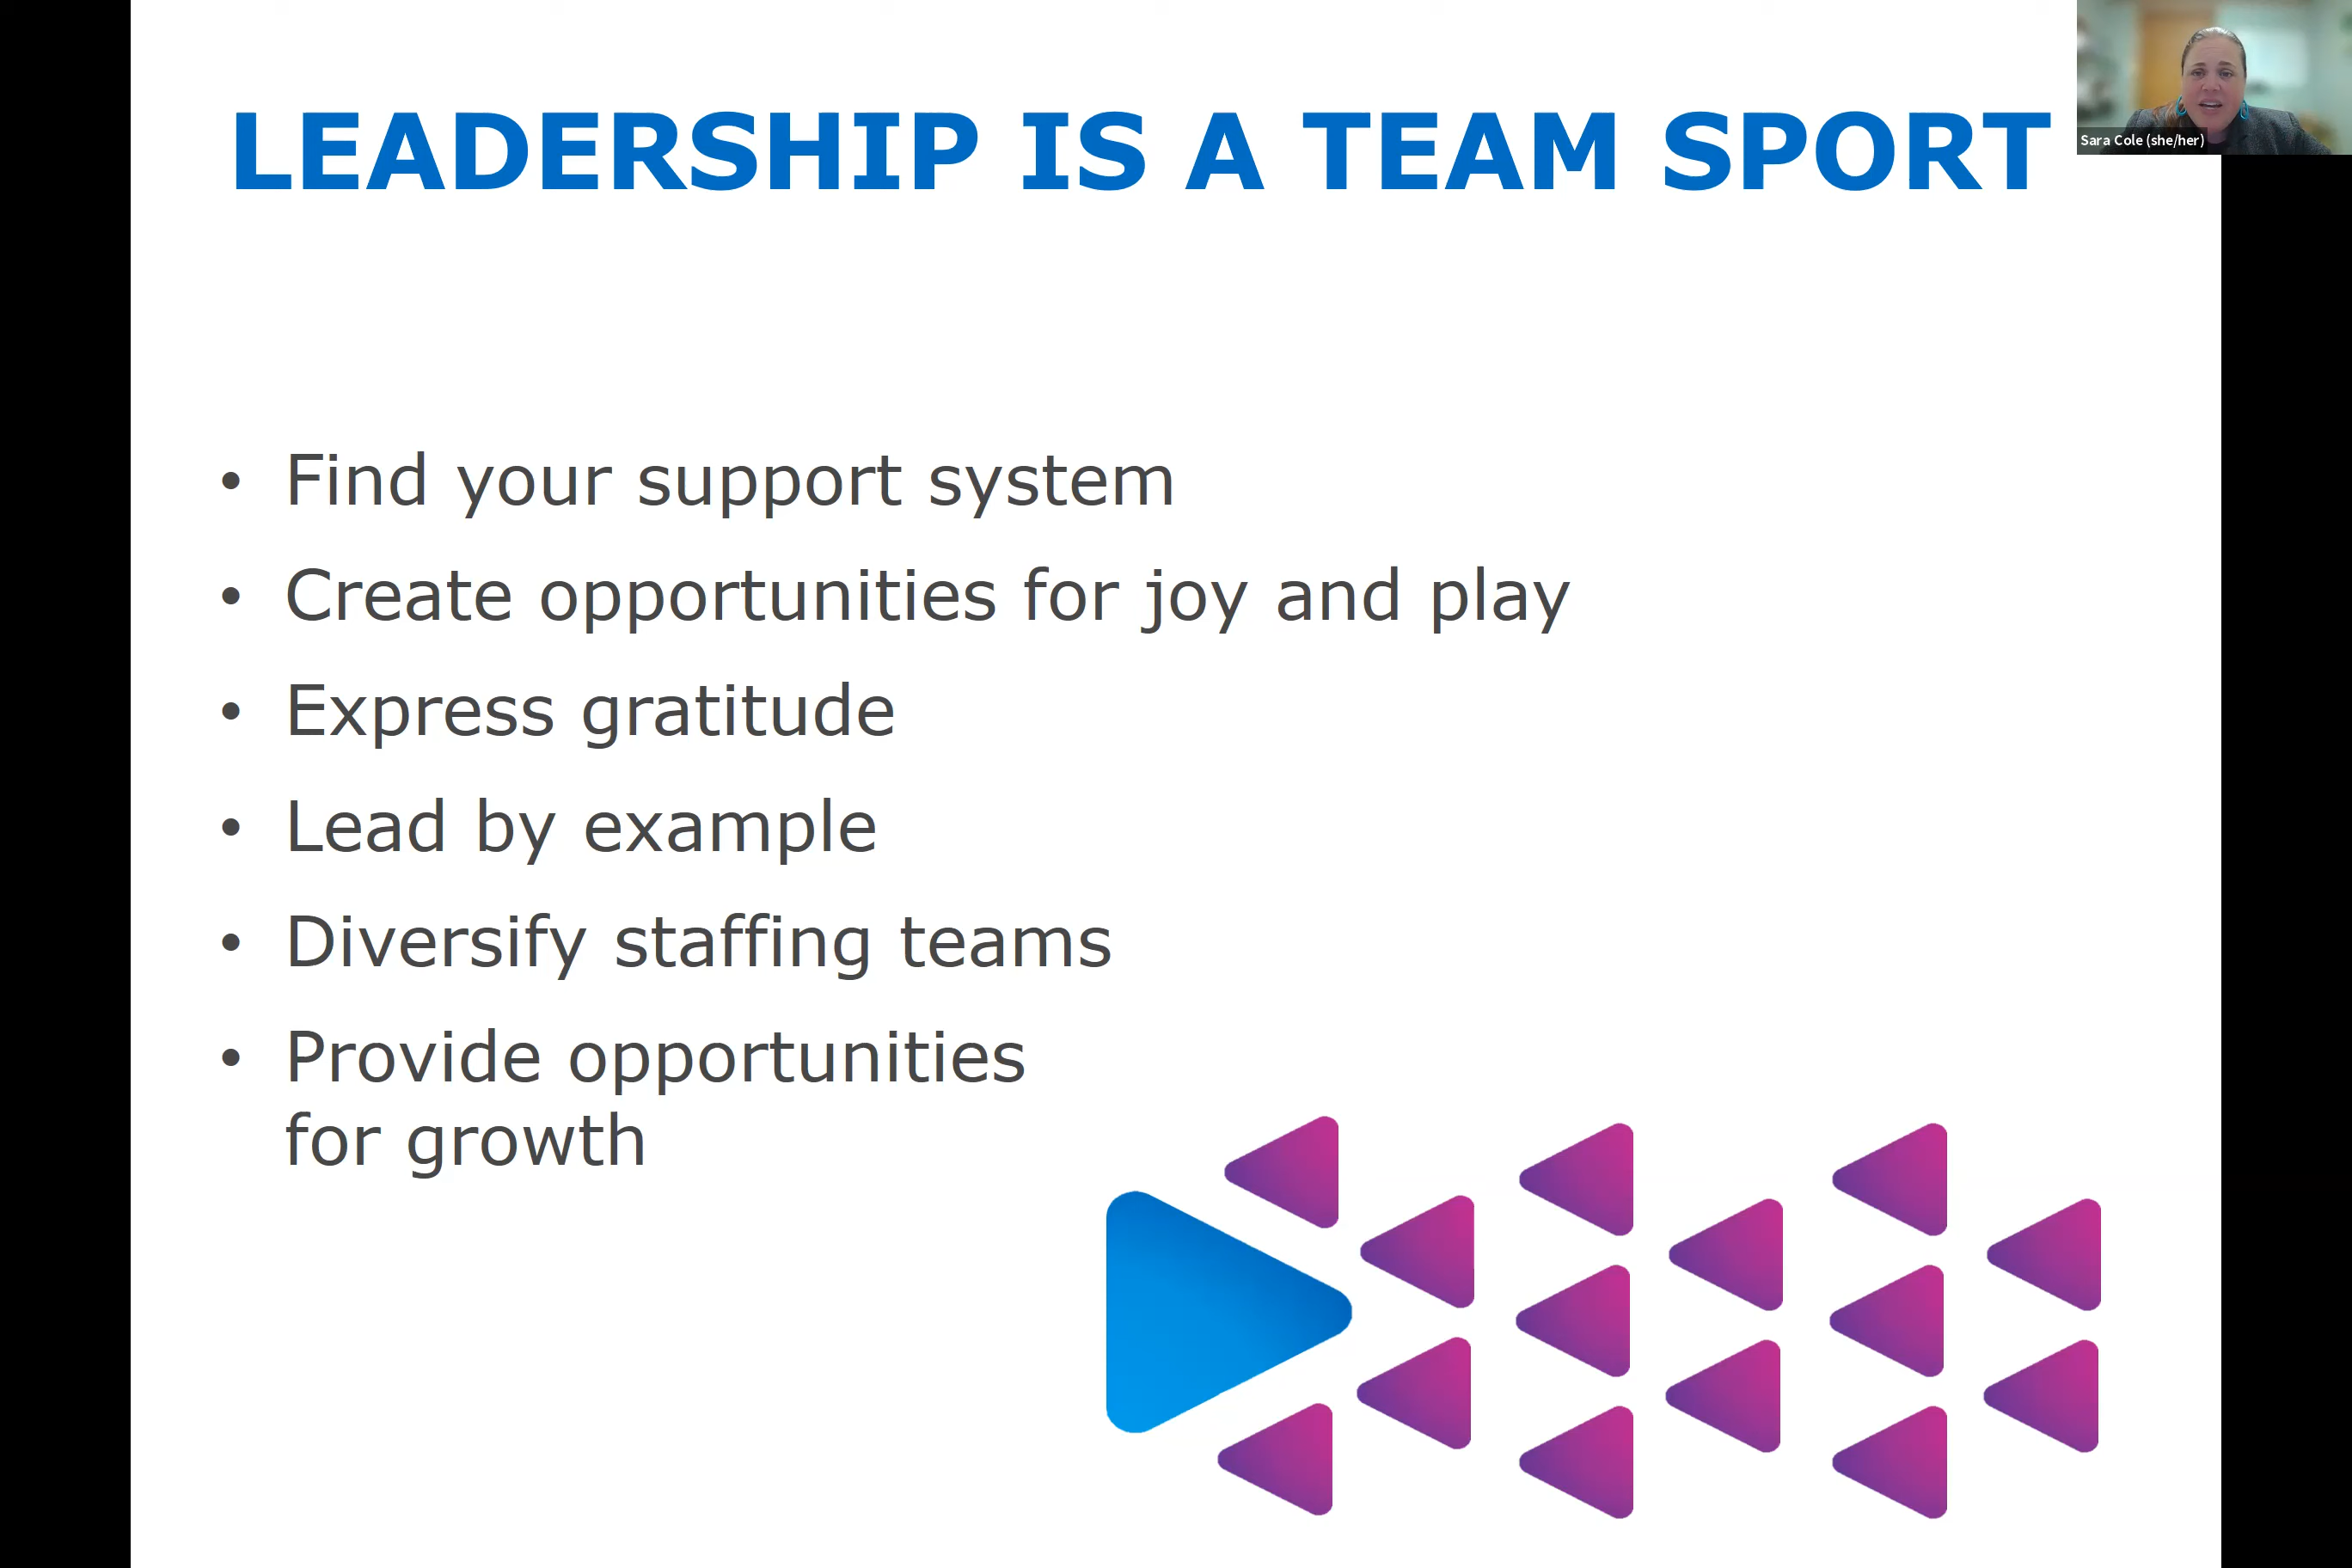 LEADERSHIP IS A TEAM SPORT
Sara Cole (she/her)
• Find your support system
• Create opportunities for joy and play
• Express gratitude
• Lead by example
• Diversify staffing teams
• Provide opportunities
for growth